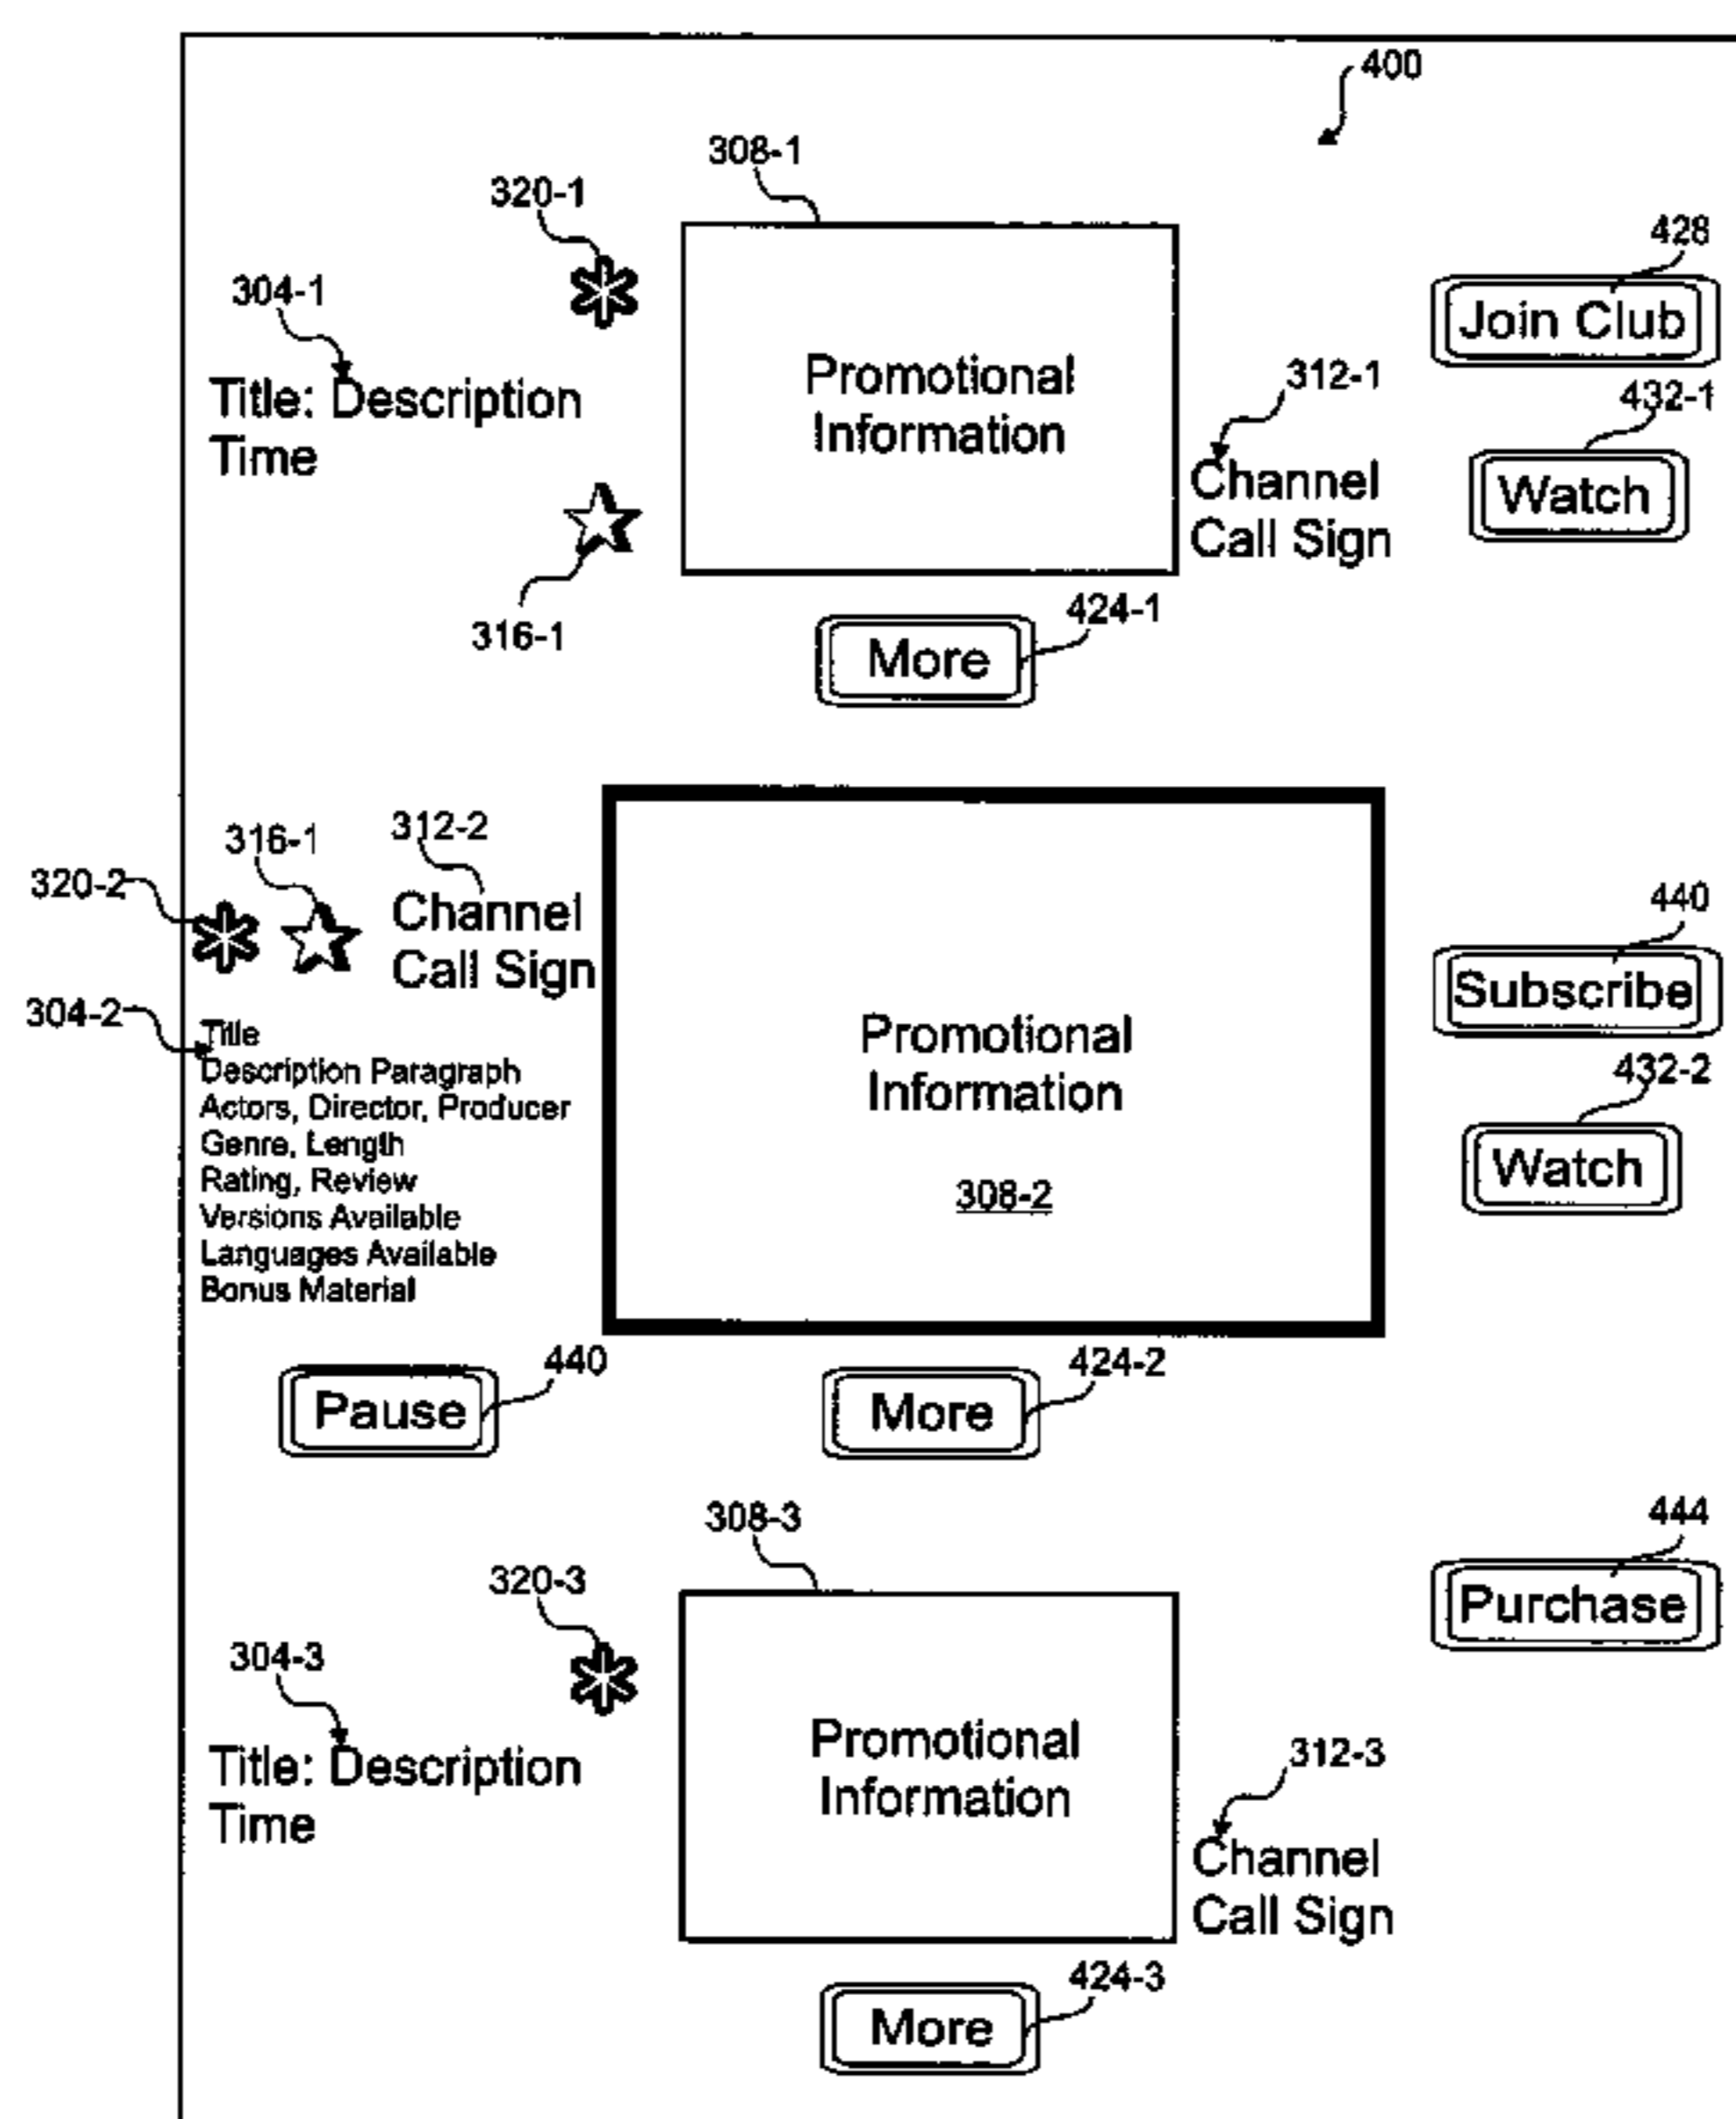 400
308-1
320-1
428
304-1
Join Club
Promotional
Information
312-1
Title: Description
Time
432-1
Channel
Call Sign
Watch
316-1
424-1
More
316-1
312-2
320-2
Channel
Call Sign
440
Subscribe
304-2
Title
Description Paragraph
Actors, Director, Producer
Genre, Length
Rating, Review
Versions Available
Languages Available
Bonus Material
Promotional
Information
308-2
432-2
Watch
440
Pause
424-2
More
308-3
444
320-3
Purchase
304-3
Title: Description
Time
Promotional
Information
312-3
Channel
Call Sign
424-3
More